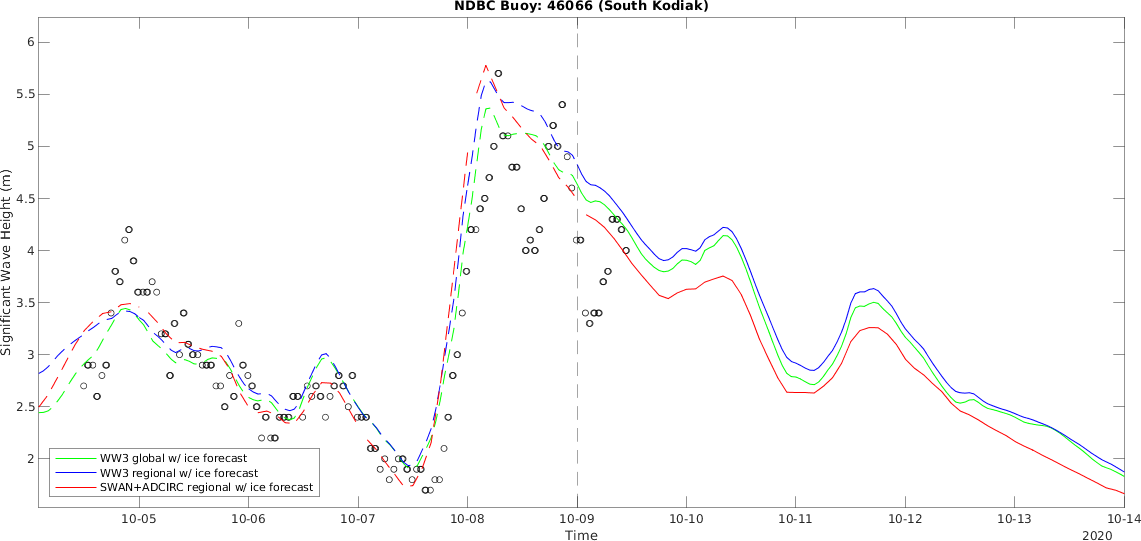 NDBC Buoy: 46066 (South Kodiak)
Significant Wave Height (m)
6
5.5
5
4.5
4
3.5
3
2.5
2
WW3 global w/ ice forecast
WW3 regional w/ ice forecast
SWAN+ADCIRC regional w/ ice forecast
10-05 10-06 10-07 10-08 10-09 10-10 10-11 10-12 10-13 10-14
Time
2020